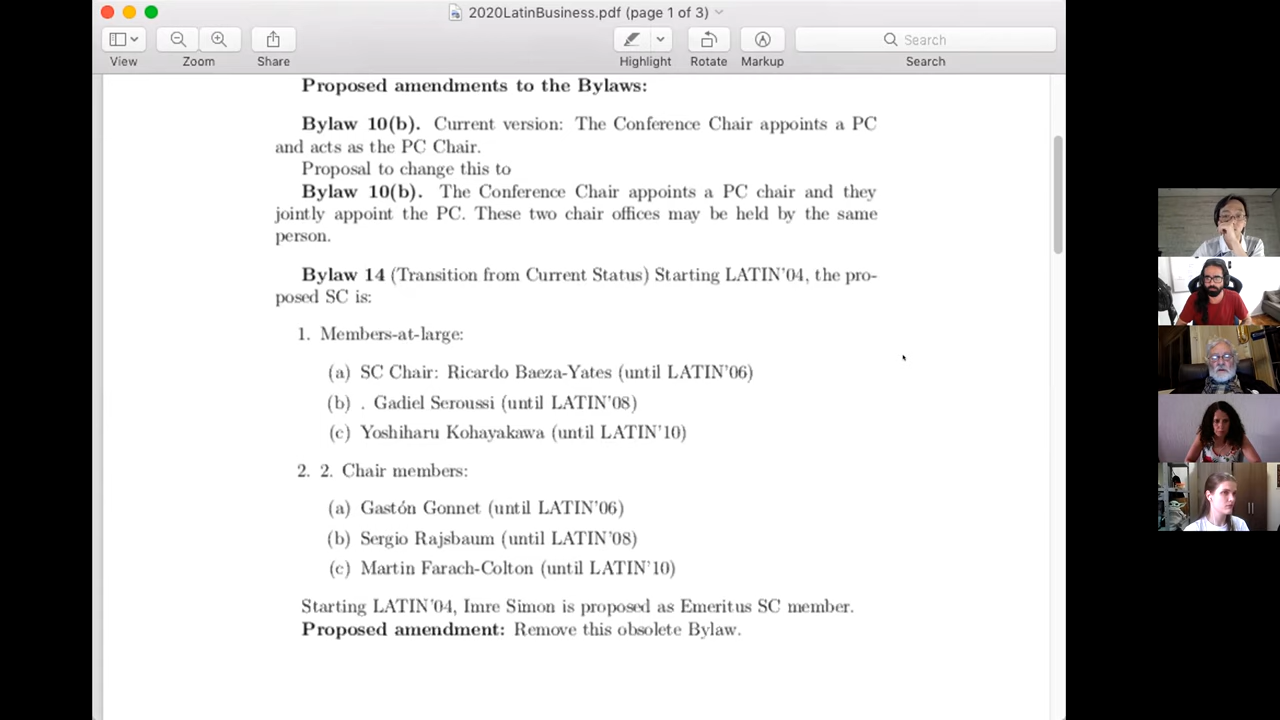 2020LatinBusiness.pdf (page 1 of 3)
View
Zoom
Share
Highlight
Rotate
Markup
Search
Search
Proposed amendments to the Bylaws:
Bylaw 10(b). Current version: The Conference Chair appoints a PC
and acts as the PC Chair.
Proposal to change this to
Bylaw 10(b). The Conference Chair appoints a PC chair and they
jointly appoint the PC. These two chair offices may be held by the same
person.
Bylaw 14 (Transition from Current Status) Starting LATIN'04, the pro-
posed SC is:
1. Members-at-large:
(a) SC Chair: Ricardo Baeza-Yates (until LATIN'06)
(b) . Gadiel Seroussi (until LATIN'08)
(c) Yoshiharu Kohayakawa (until LATIN'10)
2. 2. Chair members:
(a) Gastón Gonnet (until LATIN'06)
(b) Sergio Rajsbaum (until LATIN'08)
(c) Martin Farach-Colton (until LATIN'10)
Starting LATIN'04, Imre Simon is proposed as Emeritus SC member.
Proposed amendment: Remove this obsolete Bylaw.